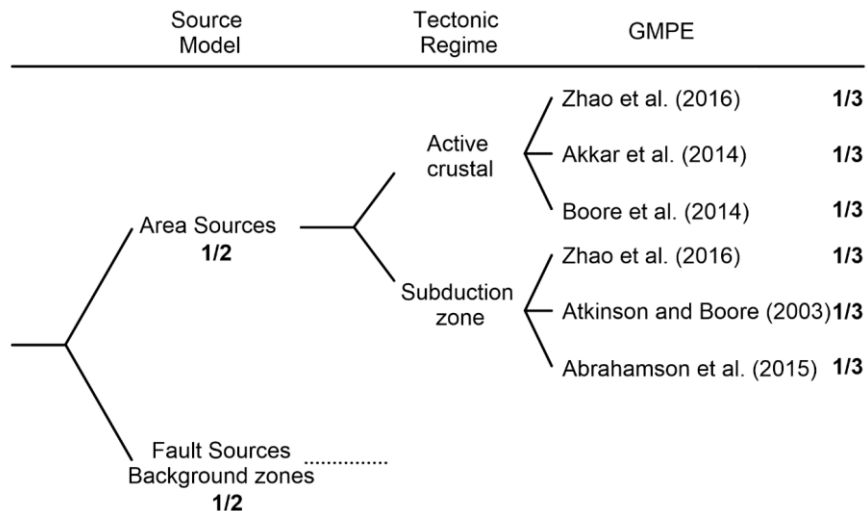 Source
Model
Tectonic
Regime
GMPE
Active
crustal
Zhao et al. (2016) 1/3
Akkar et al. (2014) 1/3
Boore et al. (2014) 1/3
Area Sources
1/2
Subduction
zone
Zhao et al. (2016) 1/3
Atkinson and Boore (2003) 1/3
Abrahamson et al. (2015) 1/3
Fault Sources
Background zones
1/2